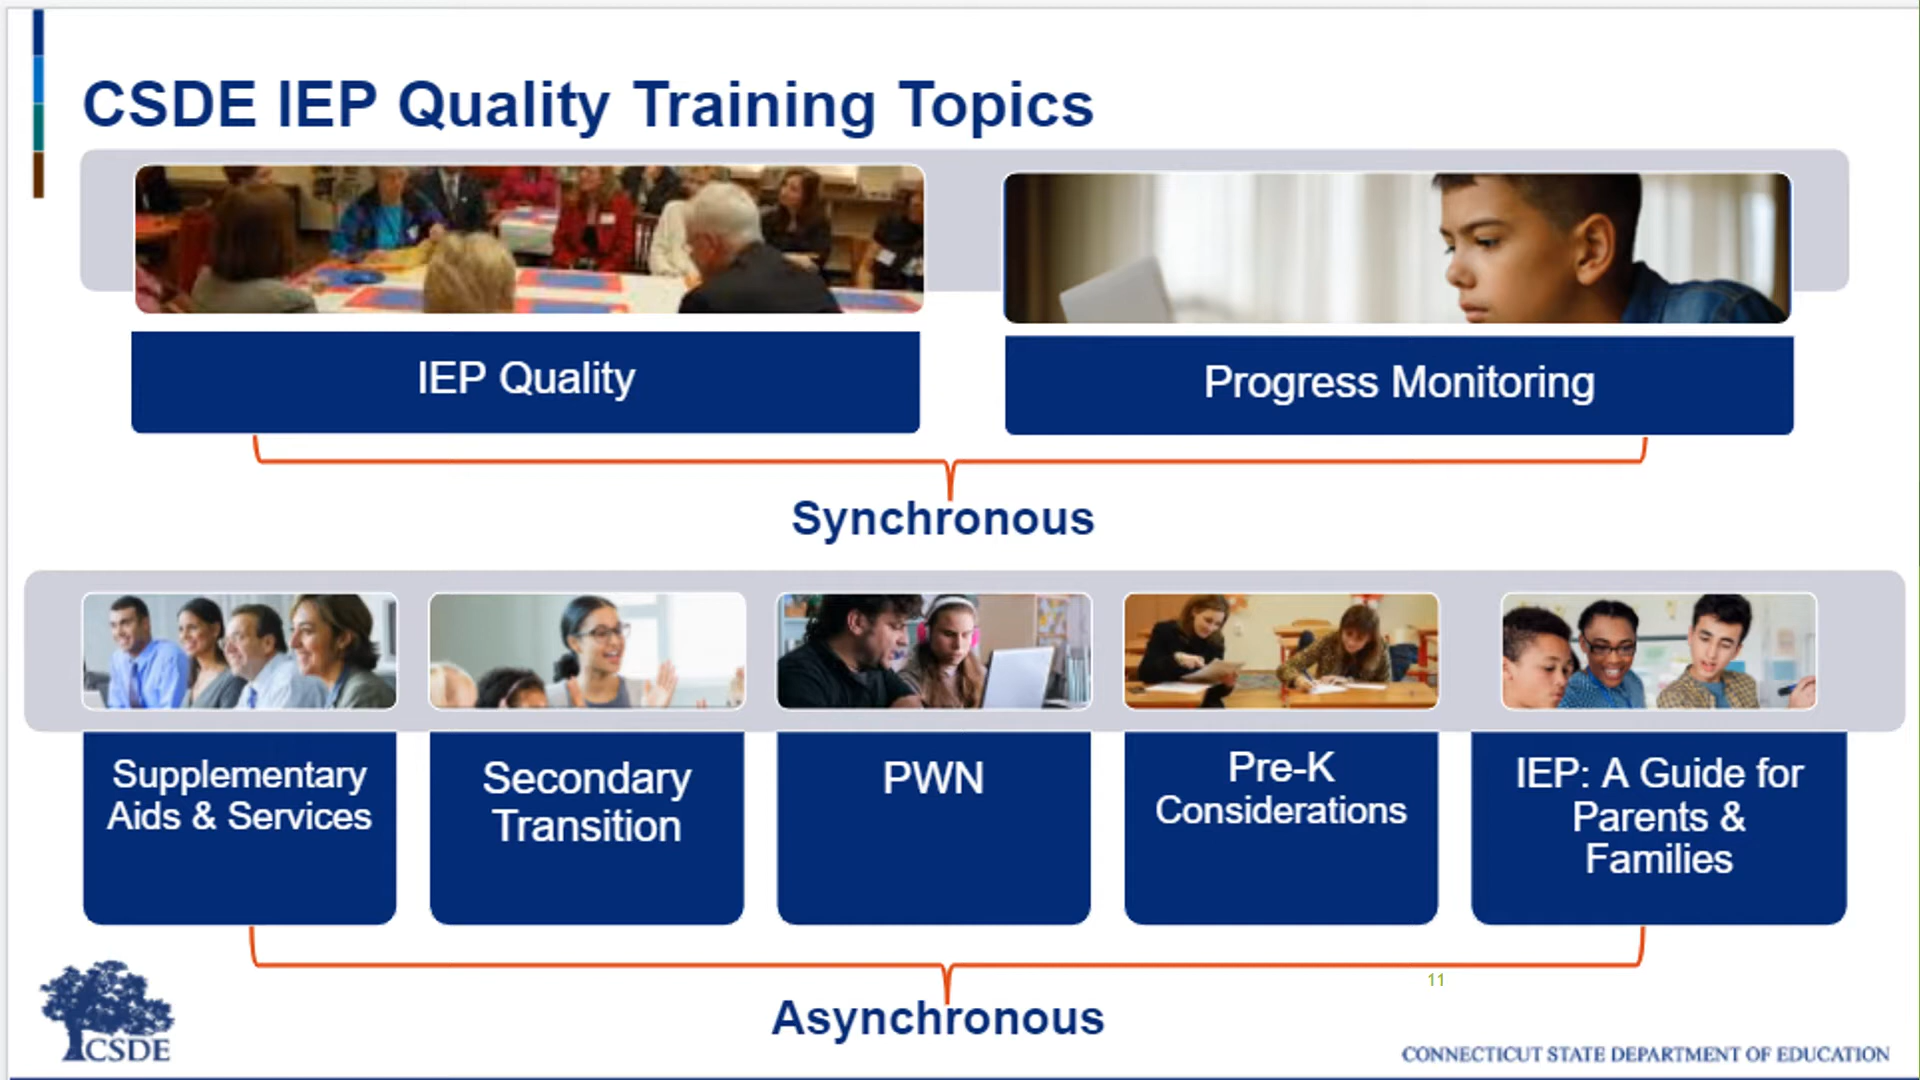 CSDE IEP Quality Training Topics
IEP Quality
Progress Monitoring
Synchronous
Supplementary
Aids & Services
Secondary
Transition
PWN
Pre-K
Considerations
IEP: A Guide for
Parents &
Families
11
Asynchronous
CSDE
CONNECTICUT STATE DEPARTMENT OF EDUCATION